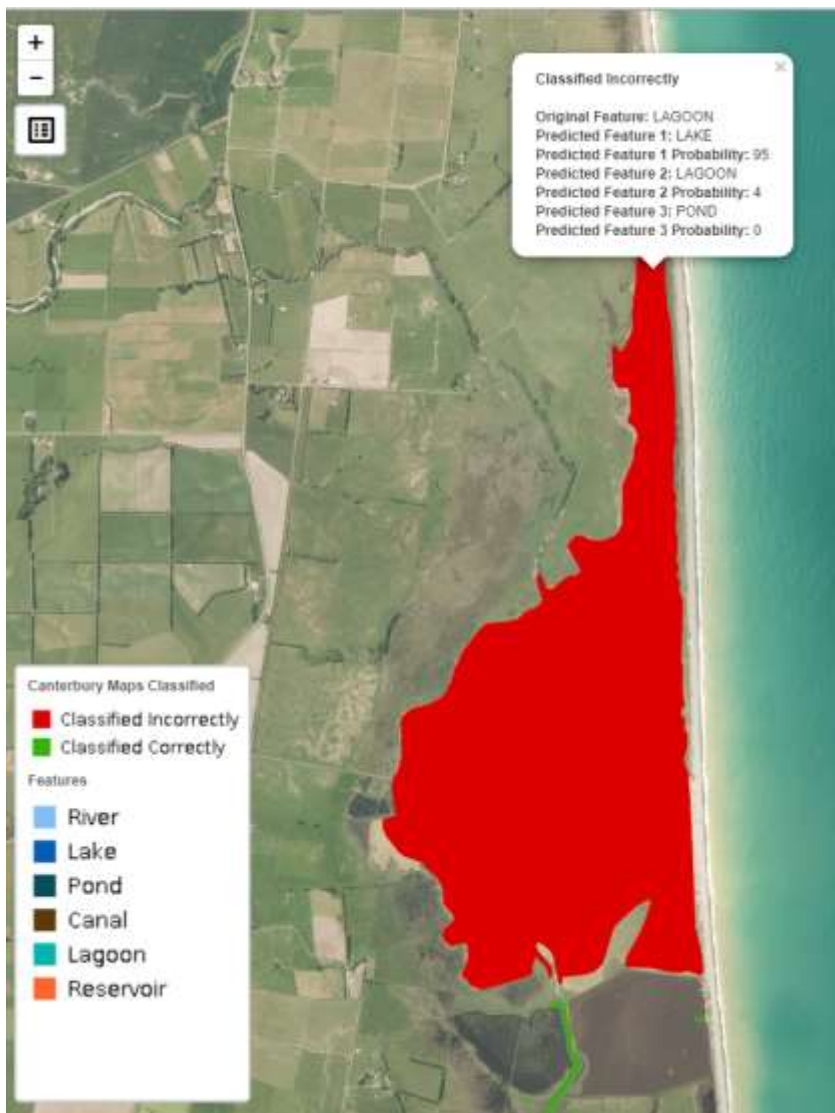 +
−
Classified Incorrectly
×
Original Feature: LAGOON
Predicted Feature 1: LAKE
Predicted Feature 1 Probability: 95
Predicted Feature 2: LAGOON
Predicted Feature 2 Probability: 4
Predicted Feature 3: POND
Predicted Feature 3 Probability: 0
Canterbury Maps Classified
Classified Incorrectly
Classified Correctly
Features
River
Lake
Pond
Canal
Lagoon
Reservoir